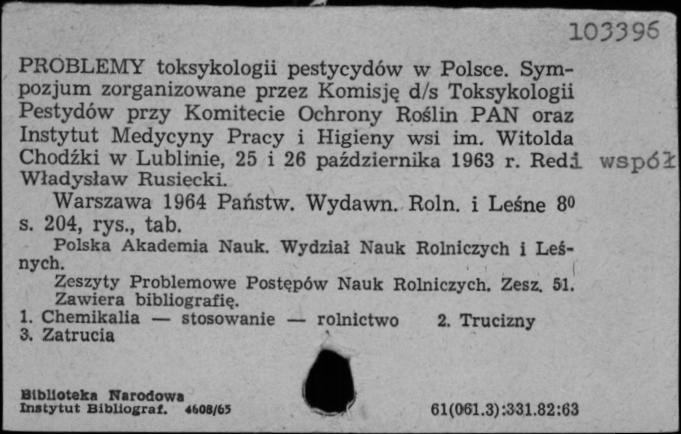 103396
PROBLEMY toksykologii pestycydów w Polsce. Sym-
pozjum zorganizowane przez Komisję d/s Toksykologii
Pestydów przy Komitecie Ochrony Roślin PAN oraz
Instytut Medycyny Pracy i Higieny wsi im. Witolda
Chodźki w Lublinie, 25 i 26 października 1963 r. Red.i współ
Władysław Rusiecki.
Warszawa 1964 Państw. Wydawn. Roln. i Leśne 8º
s. 204, rys., tab.
Polska Akademia Nauk. Wydział Nauk Rolniczych i Leś-
nych.
Zeszyty Problemowe Postępów Nauk Rolniczych. Zesz. 51.
Zawiera bibliografię.
1. Chemikalia — stosowanie — rolnictwo 2. Trucizny
3. Zatrucia
Biblioteka Narodowa
Instytut Bibliograf. 4608/65 61(061.3):331.82:63